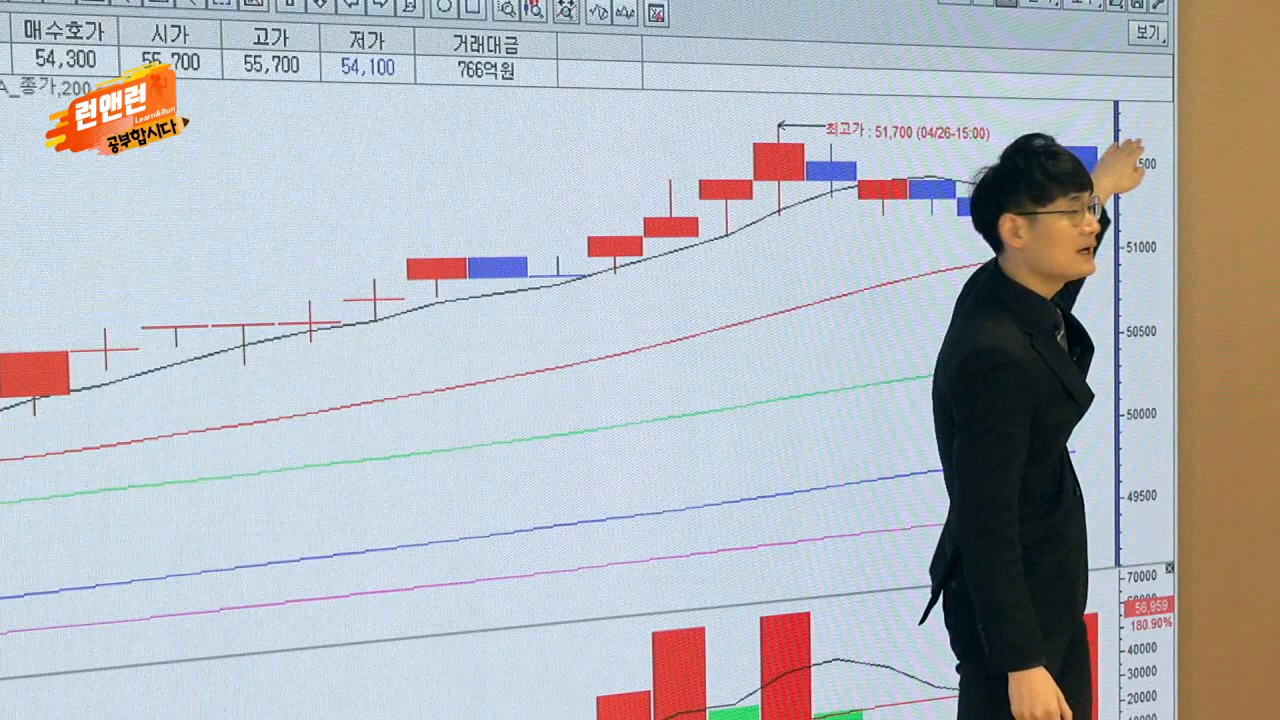 매수호가 시가 고가 저가 거래대금
보기
54,300 55,700 55,700 54,100 766억원
종가,200
런앤런
Learn&Run
공부합시다
최고가 : 51,700 (04/26-15:00)
51000
50500
50000
49500
70000
56,959
180.90%
40000
30000
20000